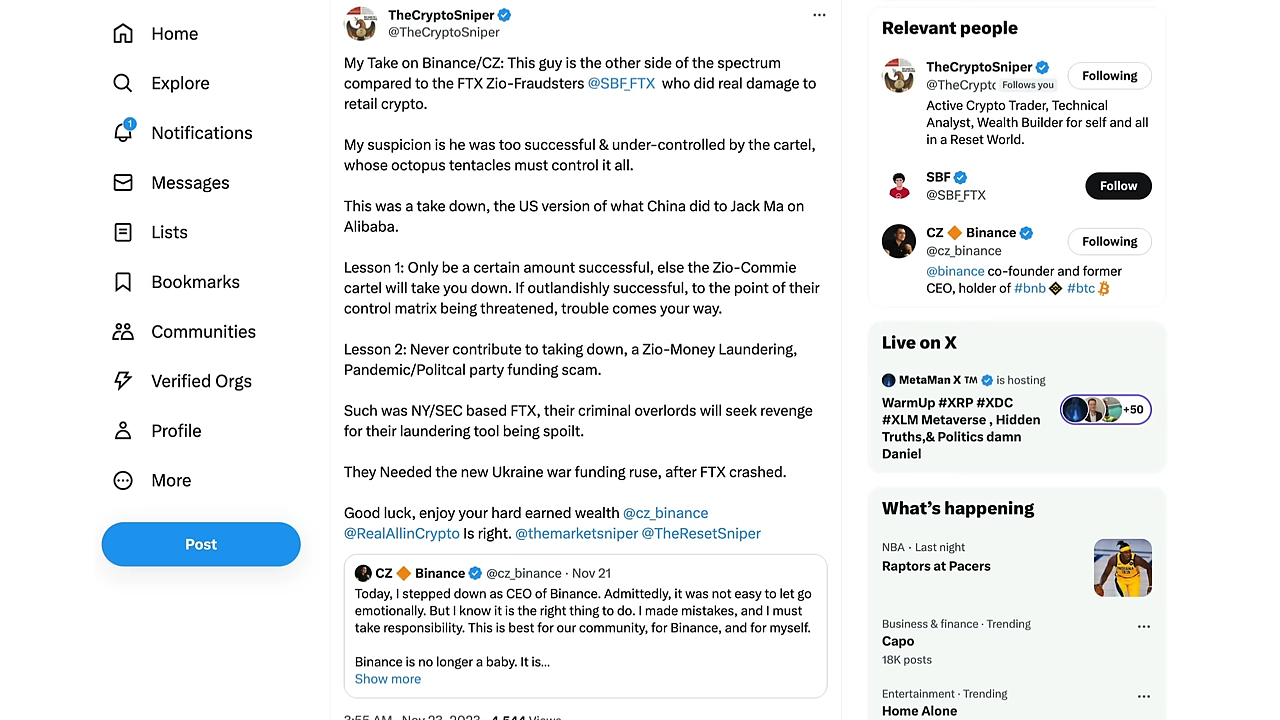 Home
Explore
1
Notifications
Messages
Lists
Bookmarks
Communities
Verified Orgs
Profile
More
Post
TheCryptoSniper
@TheCryptoSniper
My Take on Binance/CZ: This guy is the other side of the spectrum
compared to the FTX Zio-Fraudsters @SBF_FTX who did real damage to
retail crypto.
My suspicion is he was too successful & under-controlled by the cartel,
whose octopus tentacles must control it all.
This was a take down, the US version of what China did to Jack Ma on
Alibaba.
Lesson 1: Only be a certain amount successful, else the Zio-Commie
cartel will take you down. If outlandishly successful, to the point of their
control matrix being threatened, trouble comes your way.
Lesson 2: Never contribute to taking down, a Zio-Money Laundering,
Pandemic/Politcal party funding scam.
Such was NY/SEC based FTX, their criminal overlords will seek revenge
for their laundering tool being spoilt.
They Needed the new Ukraine war funding ruse, after FTX crashed.
Good luck, enjoy your hard earned wealth @cz_binance
@RealAllinCrypto Is right. @themarketsniper @TheResetSniper
CZ Binance @cz_binance · Nov 21
Today, I stepped down as CEO of Binance. Admittedly, it was not easy to let go
emotionally. But I know it is the right thing to do. I made mistakes, and I must
take responsibility. This is best for our community, for Binance, and for myself.
Binance is no longer a baby. It is...
Show more
3:55 AM · Nov 23, 2023 · 4,544 Views
Relevant people
TheCryptoSniper
Following
@TheCrypto Follows you
Active Crypto Trader, Technical
Analyst, Wealth Builder for self and all
in a Reset World.
SBF
@SBF_FTX
Follow
CZ Binance
@cz_binance
Following
@binance co-founder and former
CEO, holder of #bnb #btc
Live on X
MetaMan X TM is hosting
WarmUp #XRP #XDC
#XLM Metaverse , Hidden
Truths,& Politics damn
Daniel
+50
What's happening
NBA · Last night
Raptors at Pacers
Business & finance · Trending
Capo
18K posts
Entertainment · Trending
Home Alone